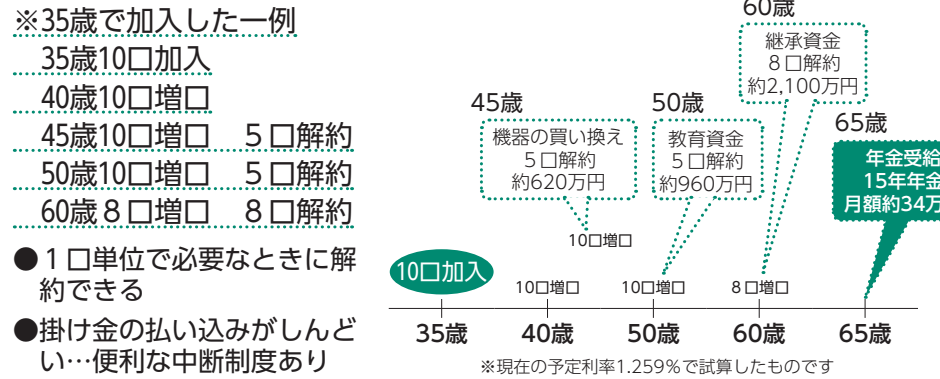 ※35歳で加入した一例
35歳10口加入
40歳10口増口
45歳10口増口 5口解約
50歳10口増口 5口解約
60歳8口増口 8口解約
●1口単位で必要なときに解
約できる
●掛け金の払い込みがしんど
い…便利な中断制度あり
60歳
継承資金
8口解約
約2,100万円
45歳
機器の買い換え
5口解約
約620万円
50歳
教育資金
5口解約
約960万円
65歳
年金受給
15年年金
月額約34万
10口増口
10口加入
10口増口
10口増口
8口増口
35歳
40歳
50歳
60歳
65歳
※現在の予定利率1.259％で試算したものです